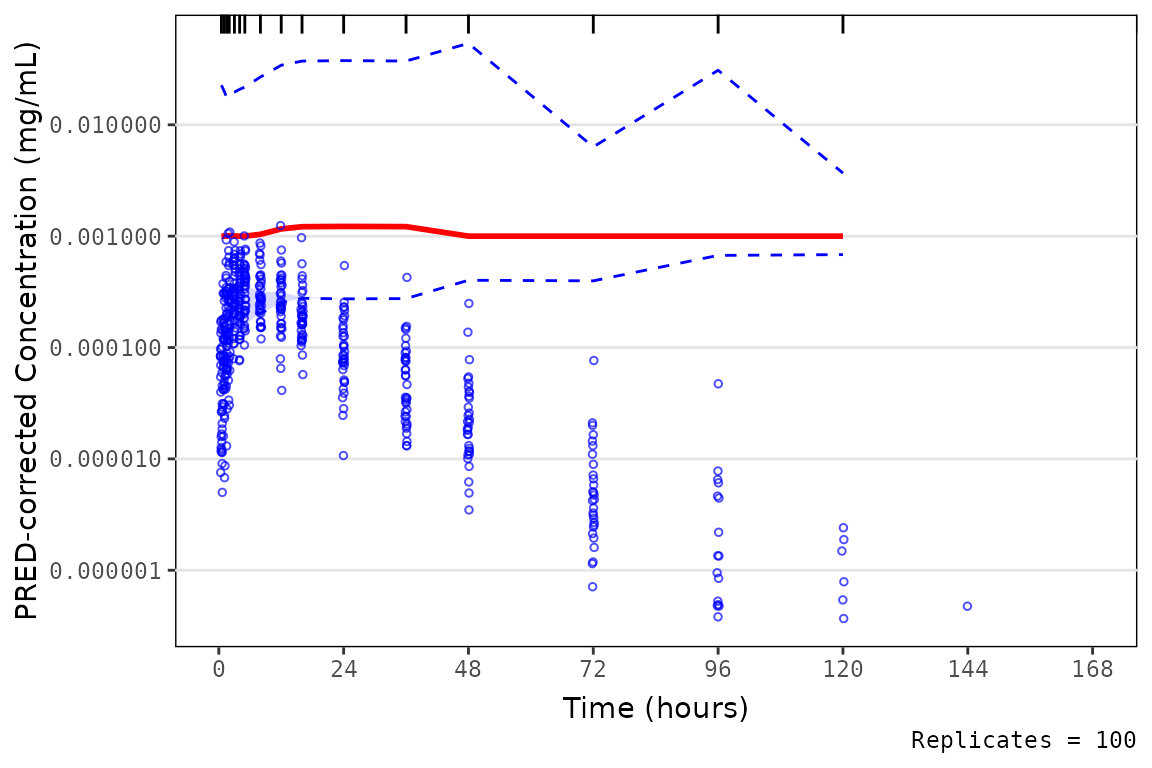 PRED-corrected Concentration (mg/mL)
0.010000
0.001000
0.000100
0.000010
0.000001
0 24 48 72 96 120 144 168
Time (hours)
Replicates = 100